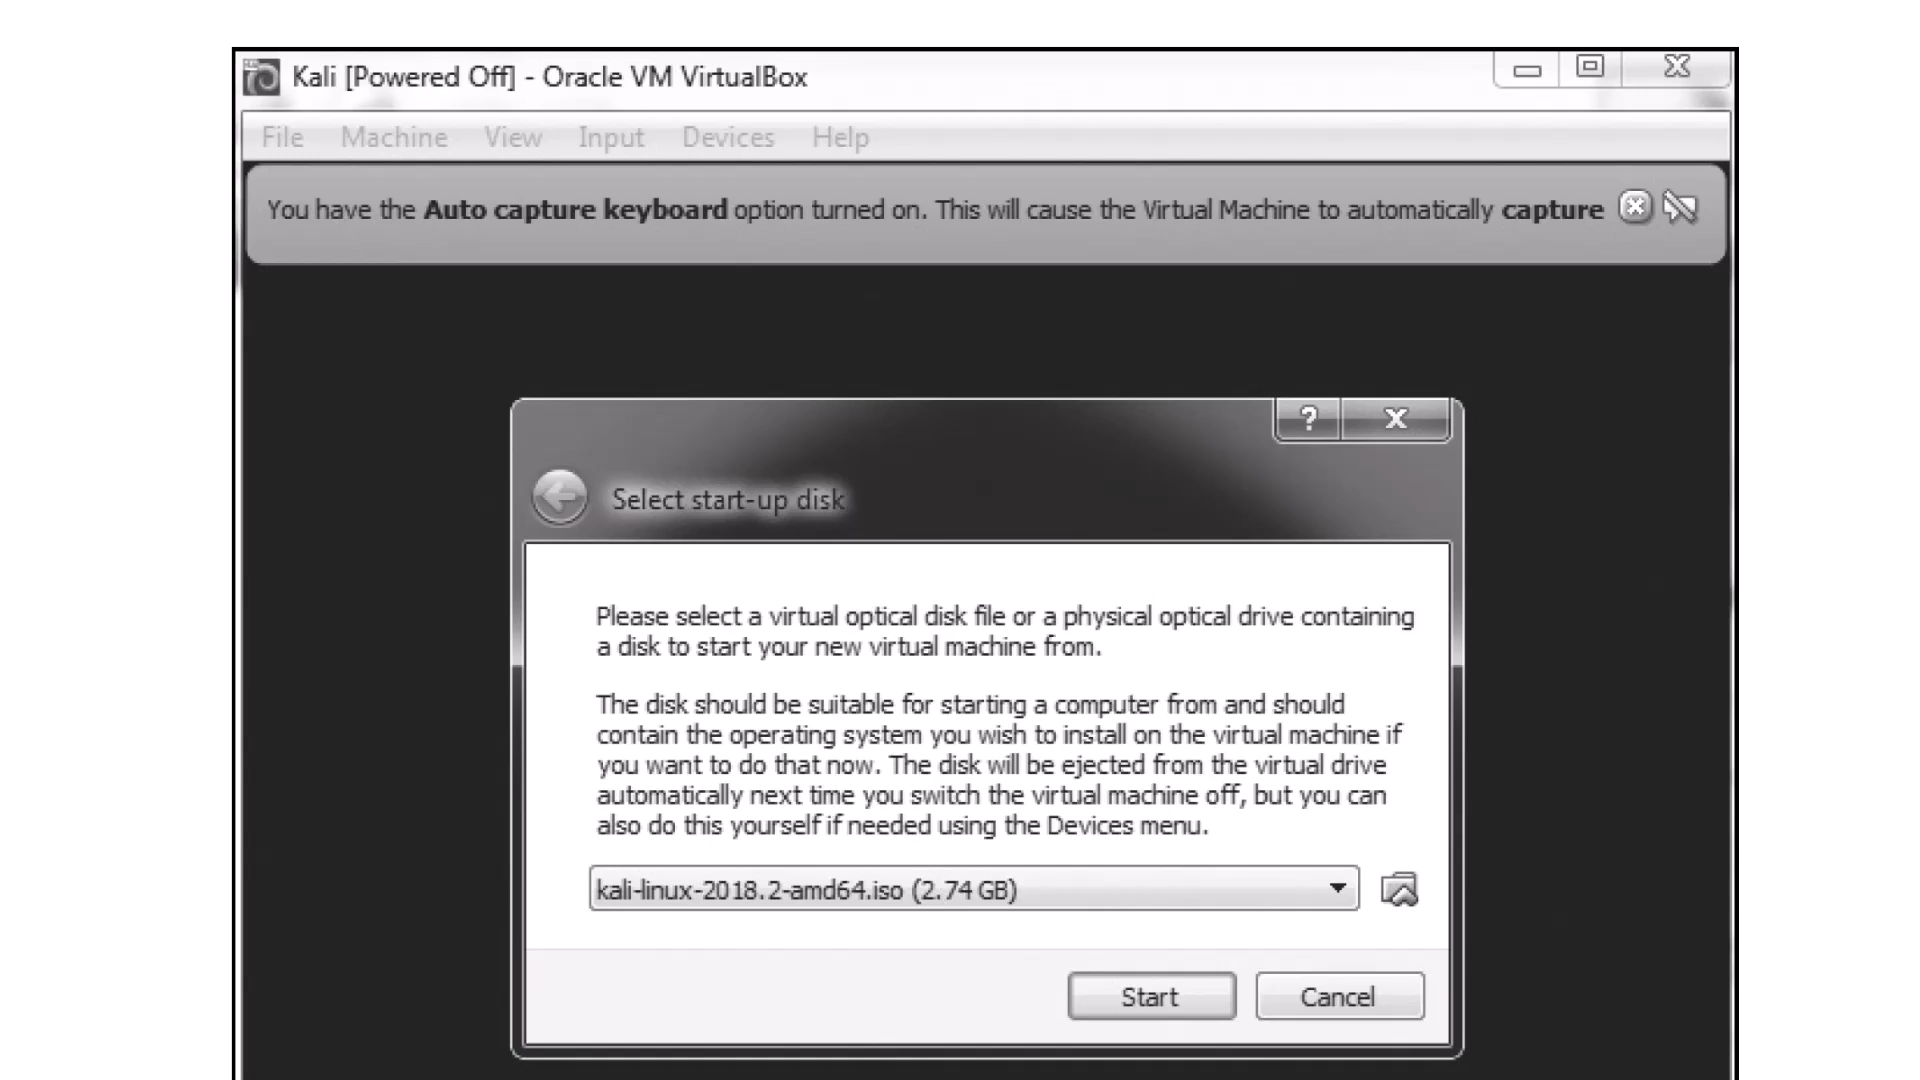 Kali [Powered Off] - Oracle VM VirtualBox
File Machine View Input Devices Help
You have the Auto capture keyboard option turned on. This will cause the Virtual Machine to automatically capture
Select start-up disk
Please select a virtual optical disk file or a physical optical drive containing
a disk to start your new virtual machine from.
The disk should be suitable for starting a computer from and should
contain the operating system you wish to install on the virtual machine if
you want to do that now. The disk will be ejected from the virtual drive
automatically next time you switch the virtual machine off, but you can
also do this yourself if needed using the Devices menu.
kali-linux-2018.2-amd64.iso (2.74 GB)
Start Cancel